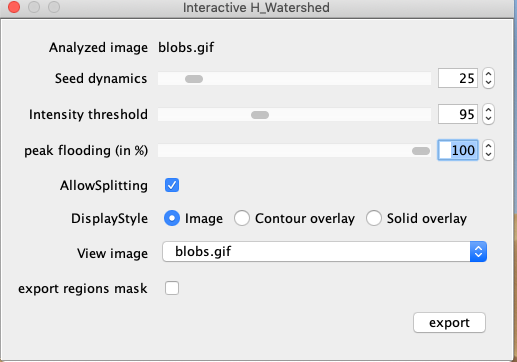 Interactive H_Watershed
Analyzed image blobs.gif
Seed dynamics 25
Intensity threshold 95
peak flooding (in %) 100
AllowSplitting
DisplayStyle Image Contour overlay Solid overlay
View image blobs.gif
export regions mask
export